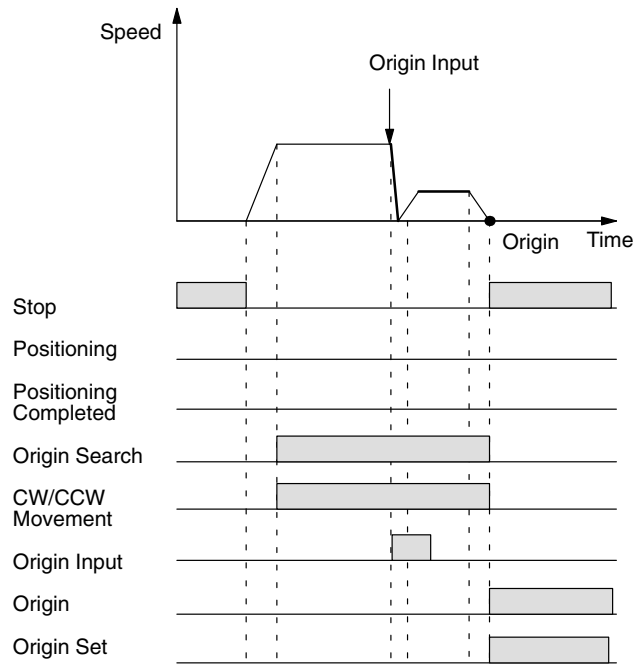 Speed
Origin Input
Origin
Time
Stop
Positioning
Positioning
Completed
Origin Search
CW/CCW
Movement
Origin Input
Origin
Origin Set